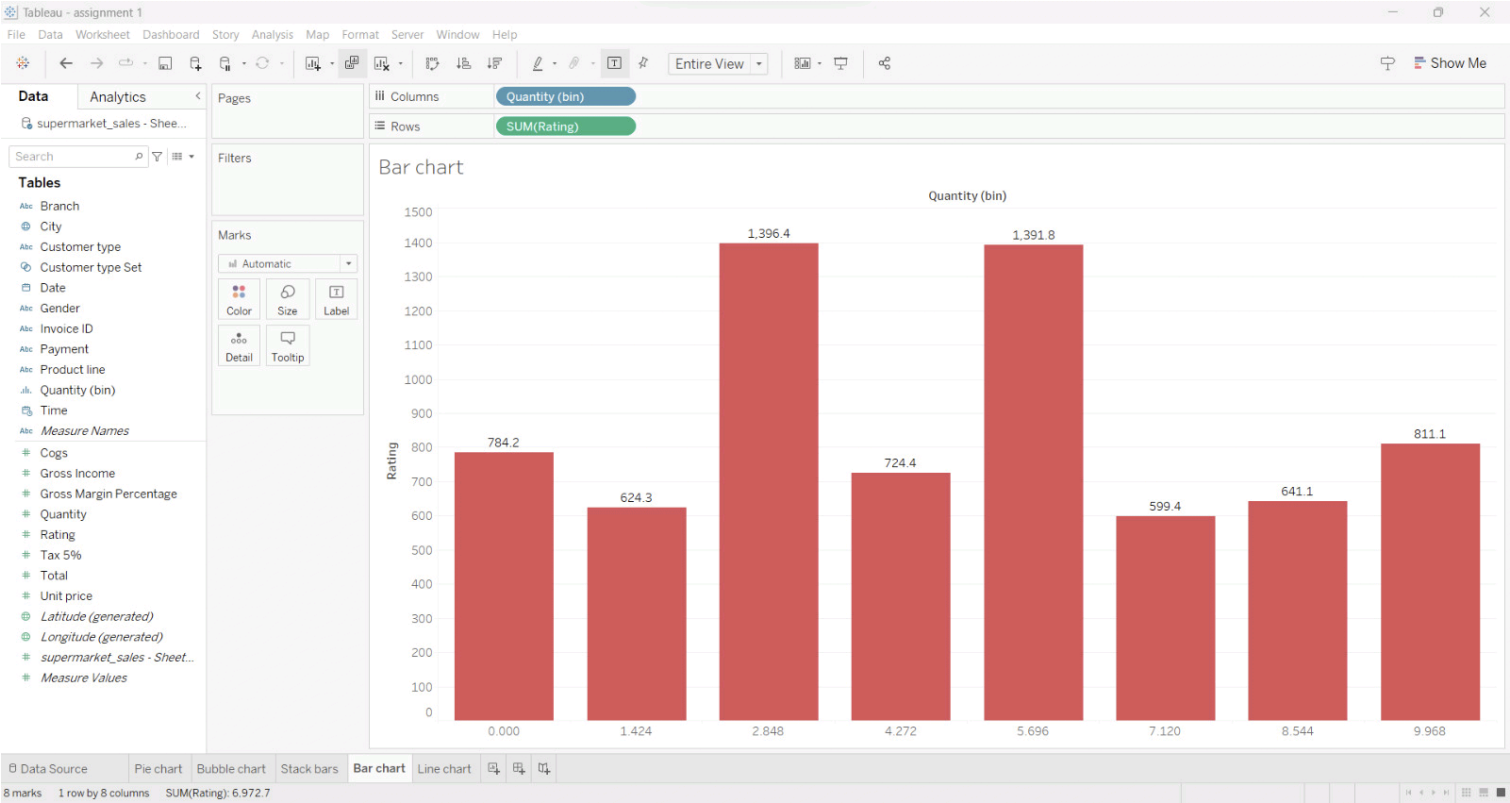 Tableau - assignment 1
File Data Worksheet Dashboard Story Analysis Map Format Server Window Help
Entire View
Show Me
Data Analytics
supermarket_sales - Shee...
Search
Tables
Abc Branch
City
Abc Customer type
Customer type Set
Date
Abc Gender
Abc Invoice ID
Abc Payment
Abc Product line
Quantity (bin)
Time
Abc Measure Names
# Cogs
# Gross Income
# Gross Margin Percentage
# Quantity
# Rating
# Tax 5%
# Total
# Unit price
Latitude (generated)
Longitude (generated)
# supermarket_sales - Sheet...
# Measure Values
Pages
Filters
Marks
Automatic
Color Size Label
Detail Tooltip
Columns Quantity (bin)
Rows SUM(Rating)
Bar chart
Quantity (bin)
Rating
1500
1400
1300
1200
1100
1000
900
800
700
600
500
400
300
200
100
0
784.2
624.3
1,396.4
724.4
1,391.8
599.4
641.1
811.1
0.000 1.424 2.848 4.272 5.696 7.120 8.544 9.968
Data Source Pie chart Bubble chart Stack bars Bar chart Line chart
8 marks 1 row by 8 columns SUM(Rating): 6,972.7